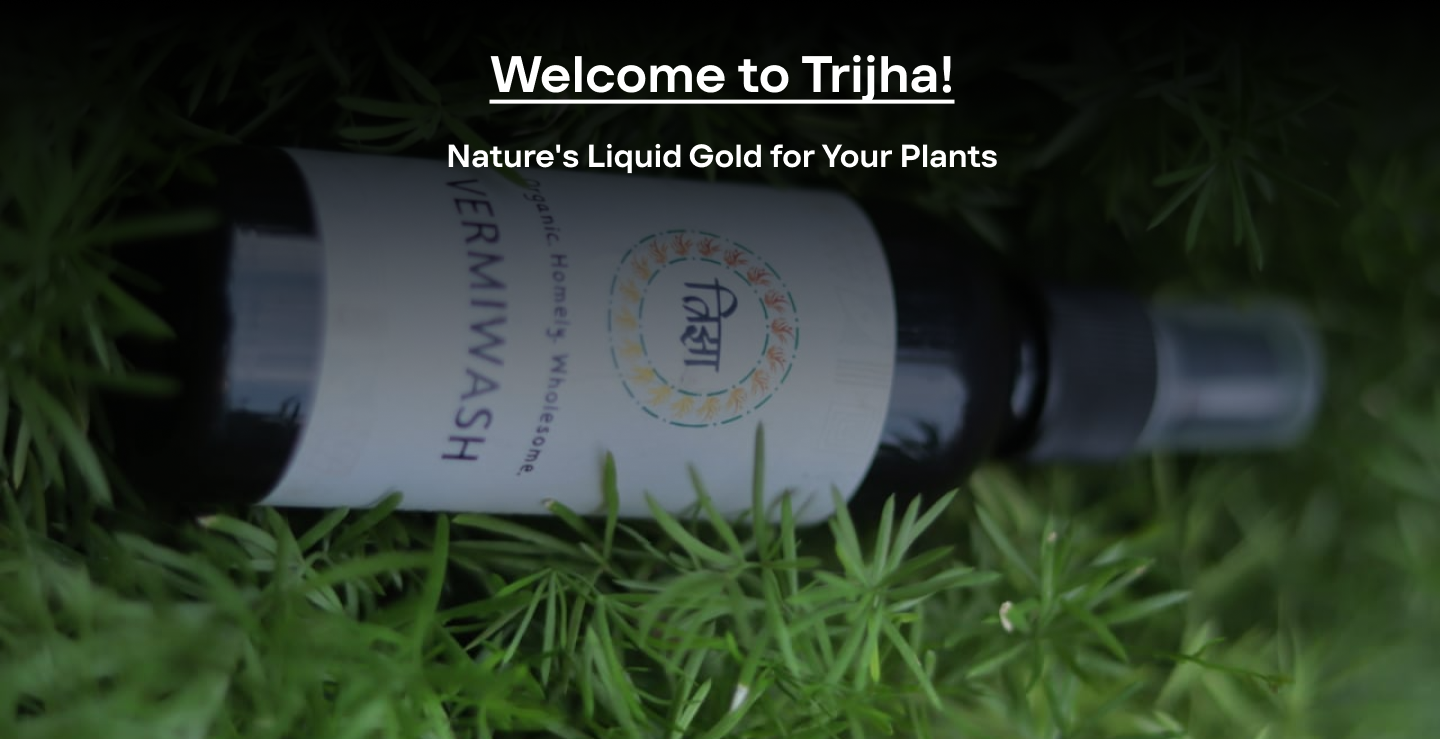 Welcome to Trijha!
Nature's Liquid Gold for Your Plants
त्रिझा
Organic. Homely. Wholesome.
VERMIWASH